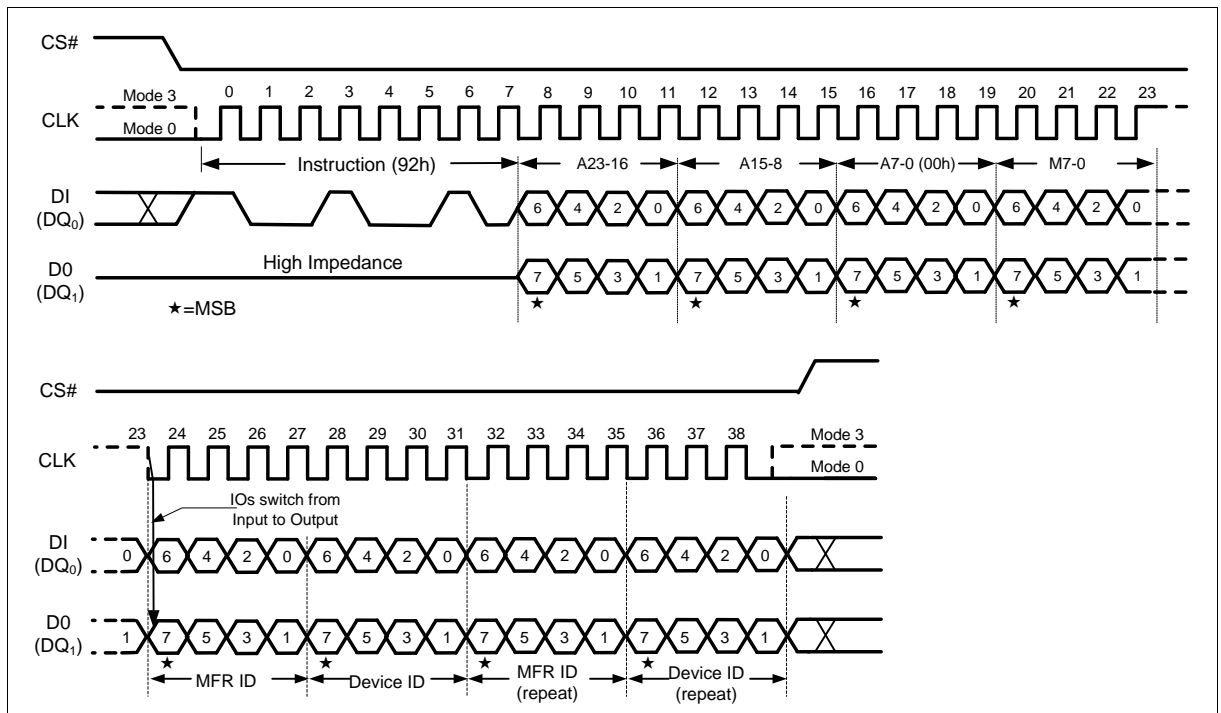 CS#
Mode 3
0 1 2 3 4 5 6 7 8 9 10 11 12 13 14 15 16 17 18 19 20 21 22 23
CLK
Mode 0
Instruction (92h) A23-16 A15-8 A7-0 (00h) M7-0
DI
(DQ0)
6 4 2 0 6 4 2 0 6 4 2 0 6 4 2 0
High Impedance
D0
(DQ1)
7 5 3 1 7 5 3 1 7 5 3 1 7 5 3 1
★=MSB
★ ★ ★ ★
CS#
23 24 25 26 27 28 29 30 31 32 33 34 35 36 37 38
Mode 3
CLK
Mode 0
IOs switch from
Input to Output
DI
(DQ0)
0 6 4 2 0 6 4 2 0 6 4 2 0 6 4 2 0
D0
(DQ1)
1 7 5 3 1 7 5 3 1 7 5 3 1 7 5 3 1
★ ★ ★ ★
MFR ID Device ID MFR ID
(repeat)
Device ID
(repeat)